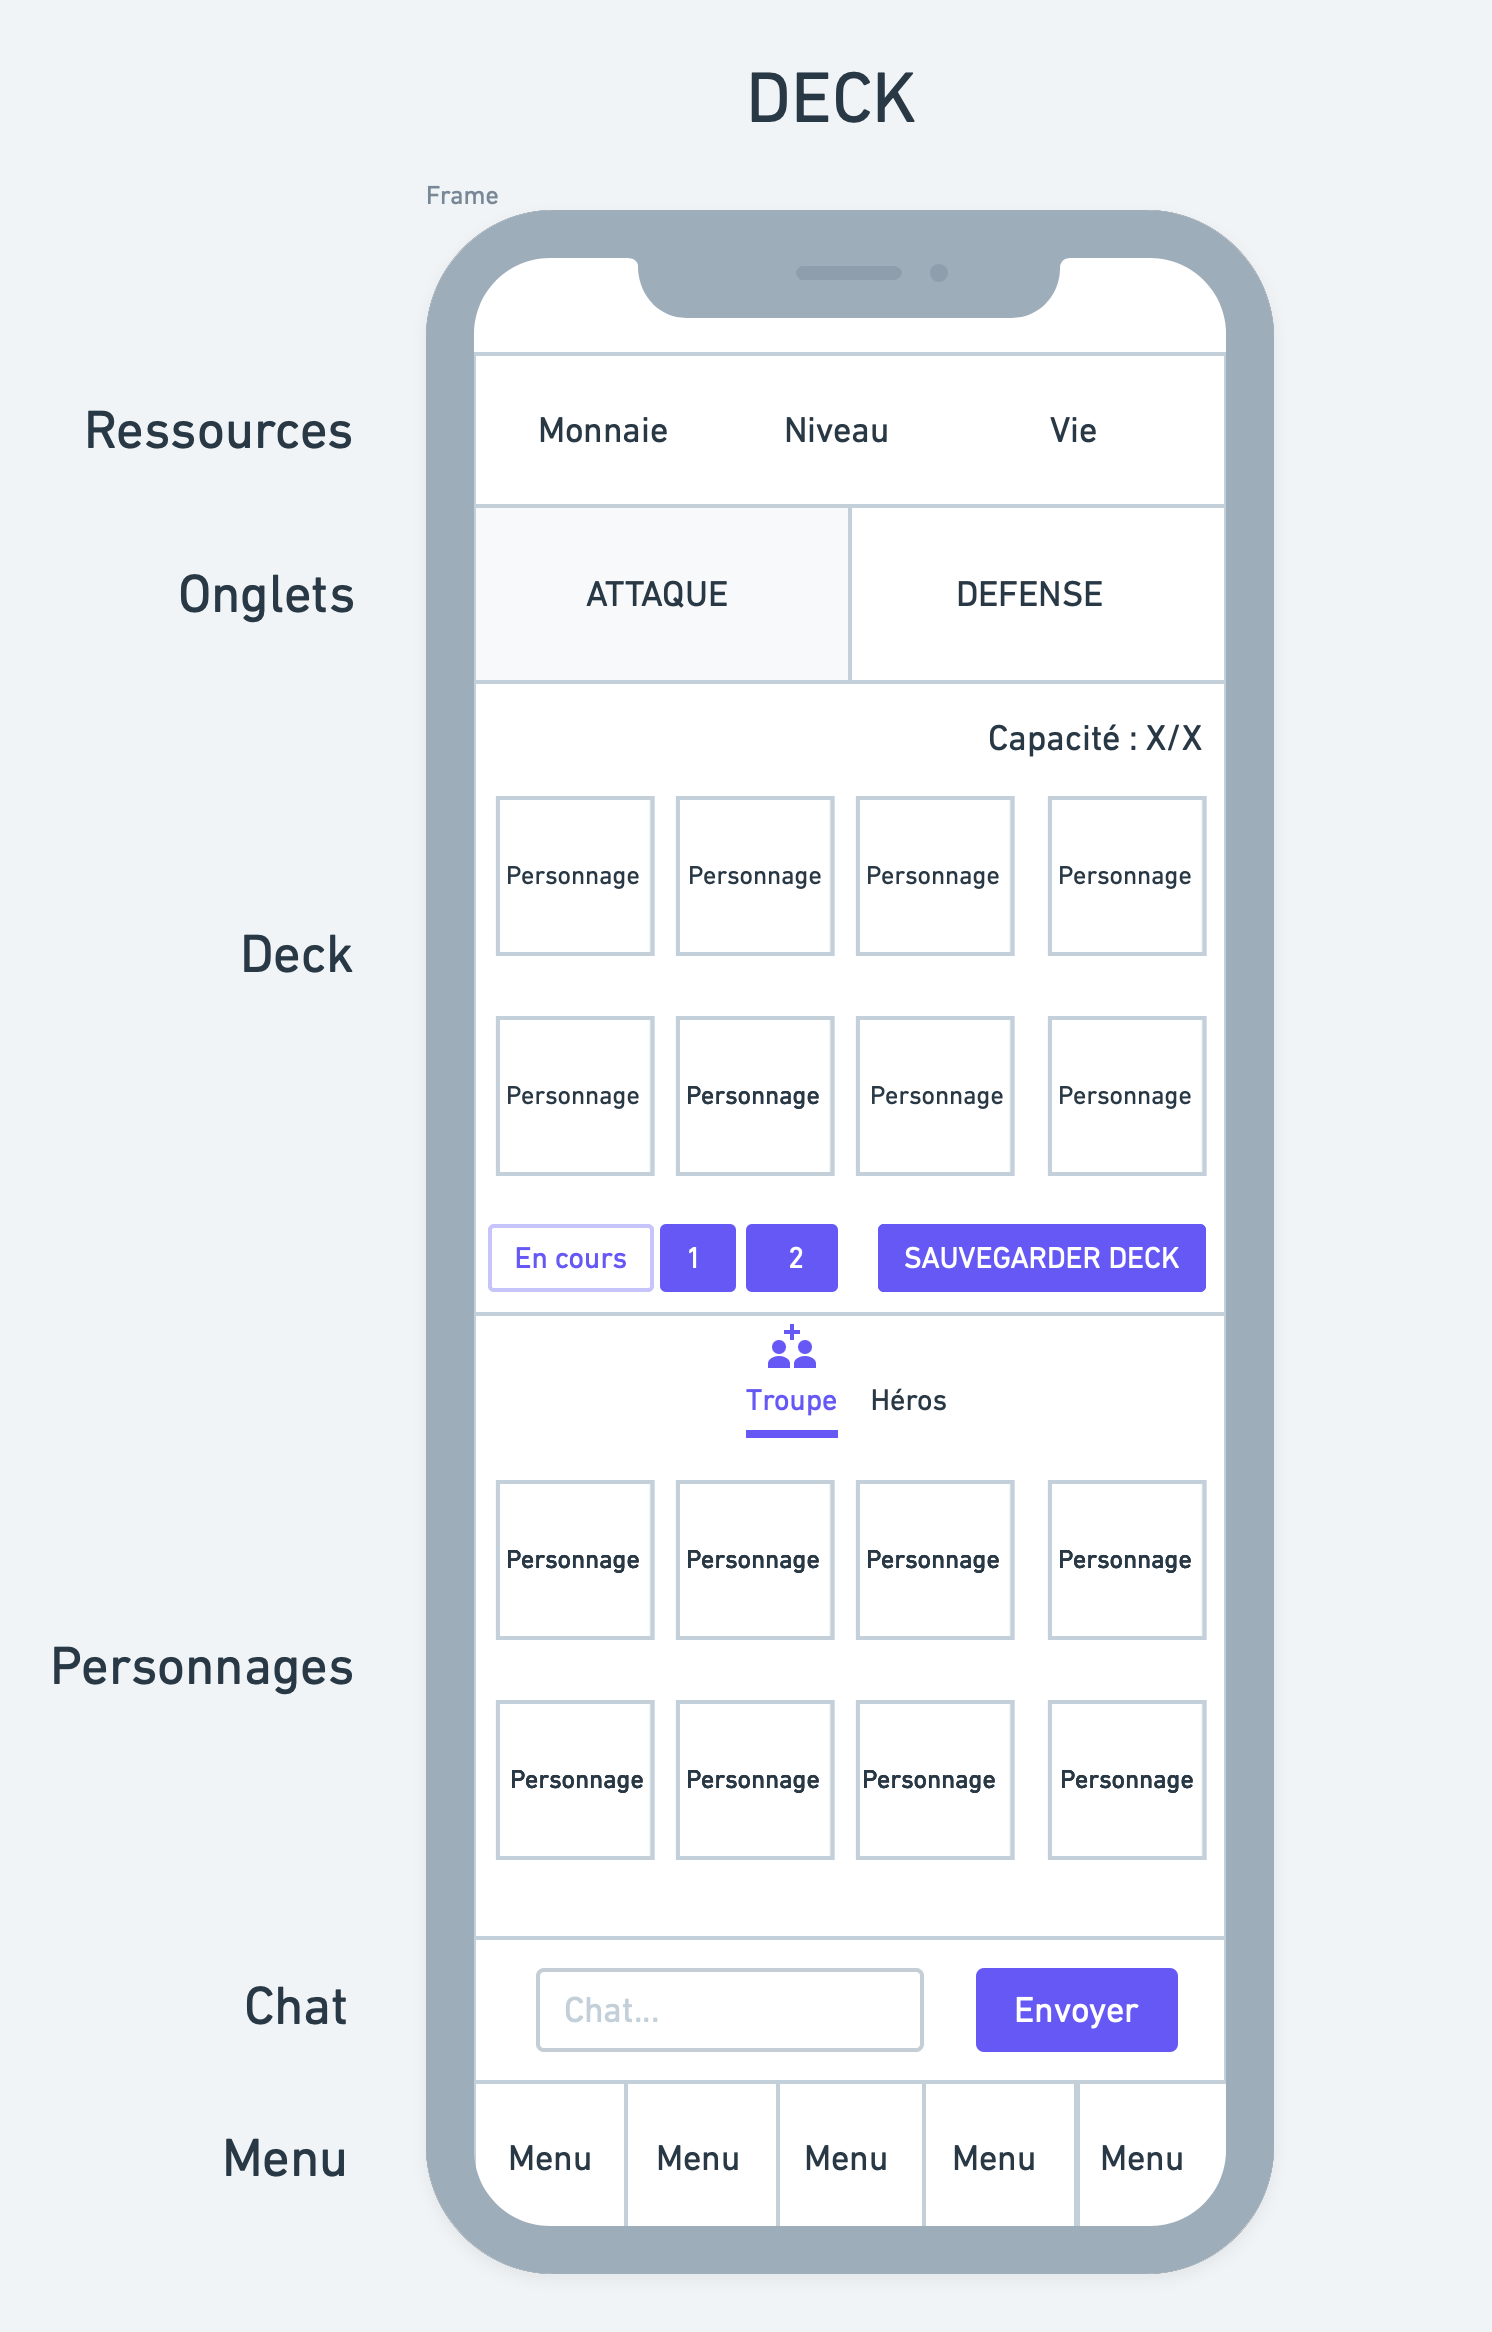 DECK
Frame
Ressources
Monnaie Niveau Vie
Onglets
ATTAQUE DEFENSE
Capacité : X/X
Deck
Personnage Personnage Personnage Personnage
Personnage Personnage Personnage Personnage
En cours 1 2 SAUVEGARDER DECK
Troupe Héros
Personnages
Personnage Personnage Personnage Personnage
Personnage Personnage Personnage Personnage
Chat
Chat... Envoyer
Menu
Menu Menu Menu Menu Menu